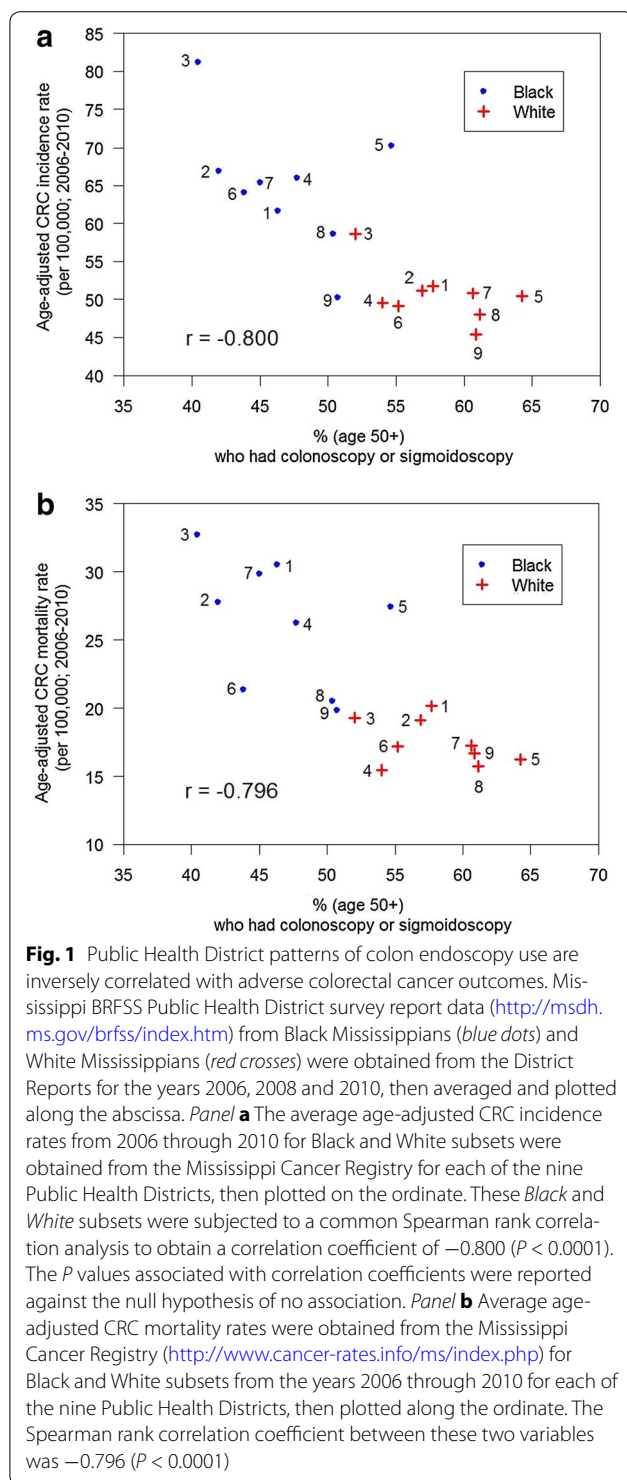 a
85
80
75
70
65
60
55
50
45
40
Age-adjusted CRC incidence rate
(per 100,000; 2006-2010)
Black
White
3
2
6
7
1
4
5
8
9
3
4
6
2
1
7
8
9
5
r = -0.800
35 40 45 50 55 60 65 70
% (age 50+)
who had colonoscopy or sigmoidoscopy
b
35
30
25
20
15
10
Age-adjusted CRC mortality rate
(per 100,000; 2006-2010)
Black
White
3
2
7
1
6
4
5
8
9
3
4
6
2
1
7
9
8
5
r = -0.796
35 40 45 50 55 60 65 70
% (age 50+)
who had colonoscopy or sigmoidoscopy
Fig. 1 Public Health District patterns of colon endoscopy use are
inversely correlated with adverse colorectal cancer outcomes. Mis-
sissippi BRFSS Public Health District survey report data (http://msdh.
ms.gov/brfss/index.htm) from Black Mississippians (blue dots) and
White Mississippians (red crosses) were obtained from the District
Reports for the years 2006, 2008 and 2010, then averaged and plotted
along the abscissa. Panel a The average age-adjusted CRC incidence
rates from 2006 through 2010 for Black and White subsets were
obtained from the Mississippi Cancer Registry for each of the nine
Public Health Districts, then plotted on the ordinate. These Black and
White subsets were subjected to a common Spearman rank correla-
tion analysis to obtain a correlation coefficient of −0.800 (P < 0.0001).
The P values associated with correlation coefficients were reported
against the null hypothesis of no association. Panel b Average age-
adjusted CRC mortality rates were obtained from the Mississippi
Cancer Registry (http://www.cancer-rates.info/ms/index.php) for
Black and White subsets from the years 2006 through 2010 for each of
the nine Public Health Districts, then plotted along the ordinate. The
Spearman rank correlation coefficient between these two variables
was −0.796 (P < 0.0001)